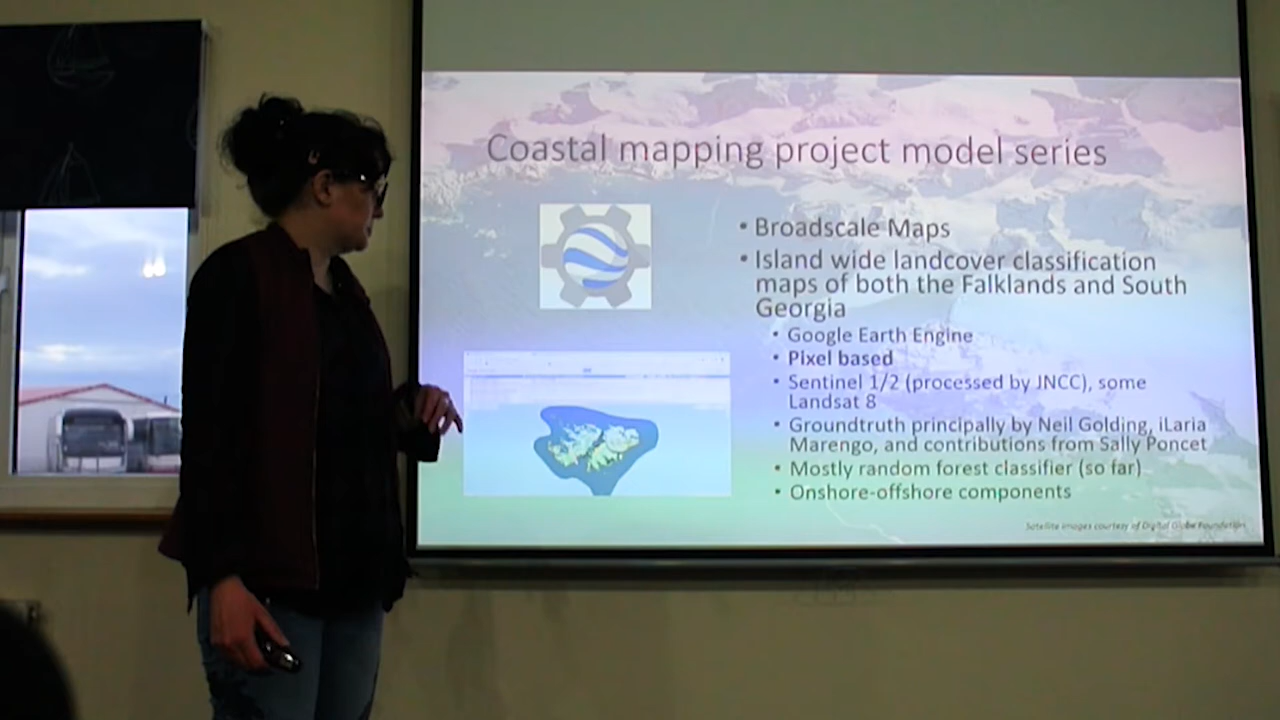 Coastal mapping project model series
• Broadscale Maps
• Island wide landcover classification
maps of both the Falklands and South
Georgia
• Google Earth Engine
• Pixel based
• Sentinel 1/2 (processed by JNCC), some
Landsat 8
• Groundtruth principally by Neil Golding, iLaria
Marengo, and contributions from Sally Poncet
• Mostly random forest classifier (so far)
• Onshore-offshore components
Satellite images courtesy of Digital Globe Foundation